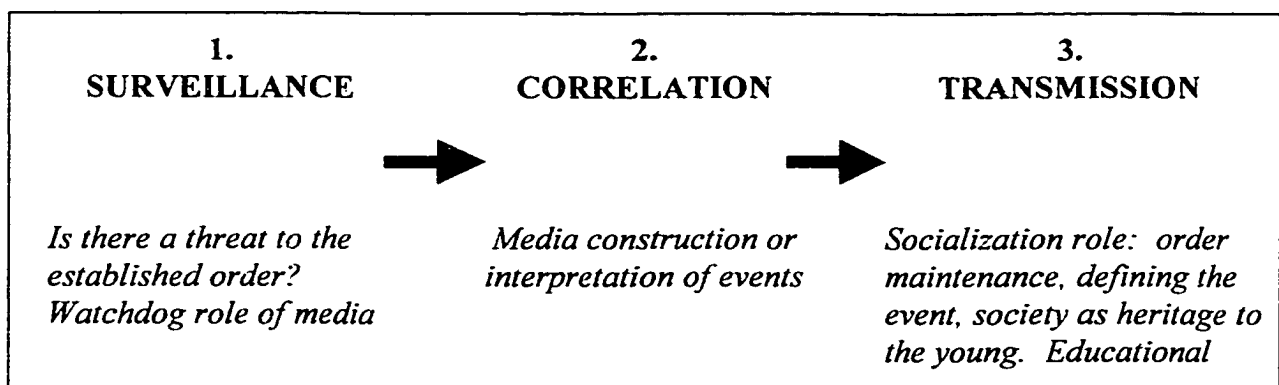 1.
SURVEILLANCE
2.
CORRELATION
3.
TRANSMISSION
Is there a threat to the
established order?
Watchdog role of media
Media construction or
interpretation of events
Socialization role: order
maintenance, defining the
event, society as heritage to
the young. Educational